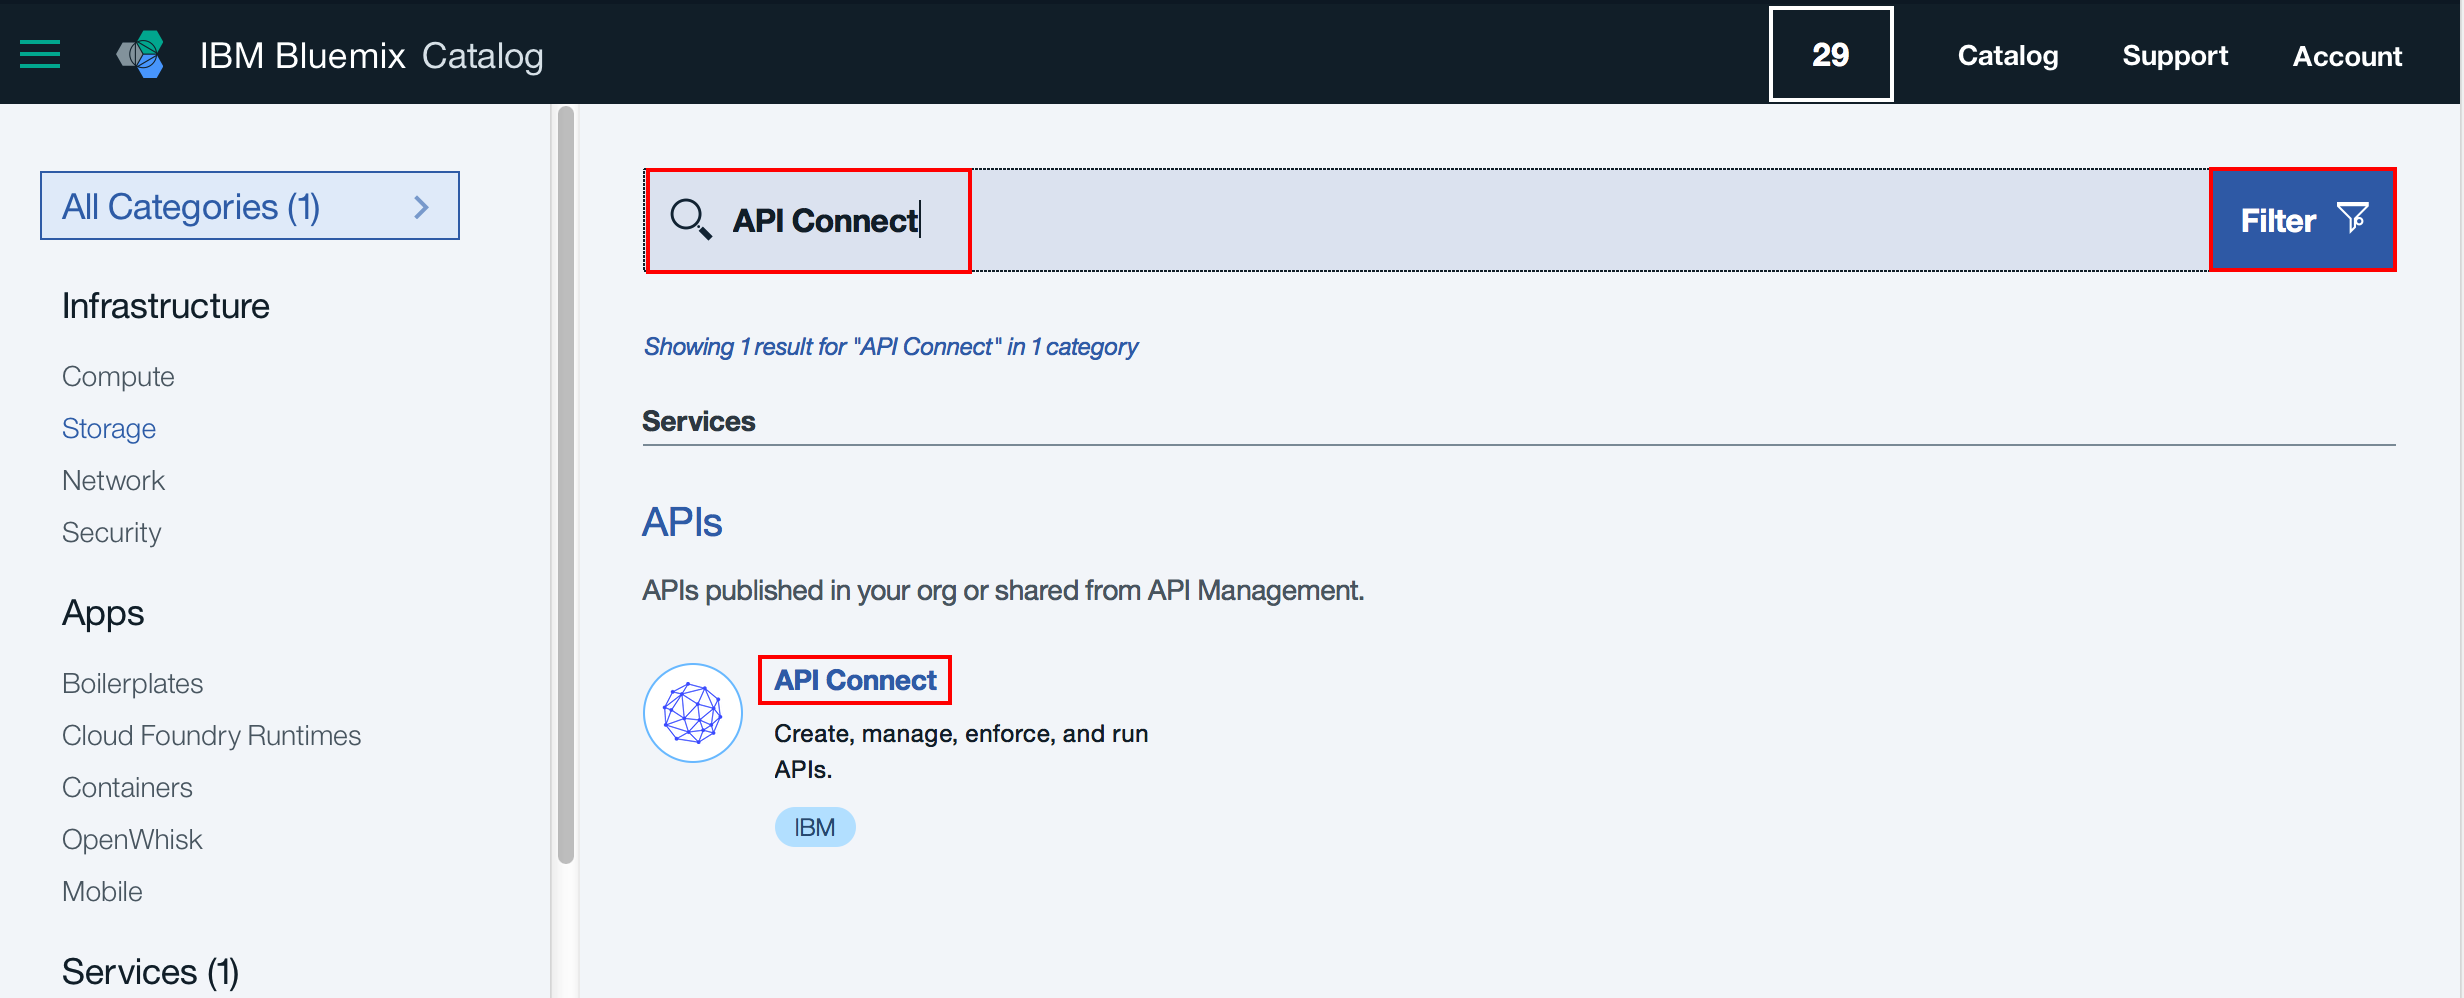 IBM Bluemix Catalog
29
Catalog
Support
Account
All Categories (1)
Infrastructure
Compute
Storage
Network
Security
Apps
Boilerplates
Cloud Foundry Runtimes
Containers
OpenWhisk
Mobile
Services (1)
API Connect
Filter
Showing 1 result for "API Connect" in 1 category
Services
APIs
APIs published in your org or shared from API Management.
API Connect
Create, manage, enforce, and run
APIs.
IBM